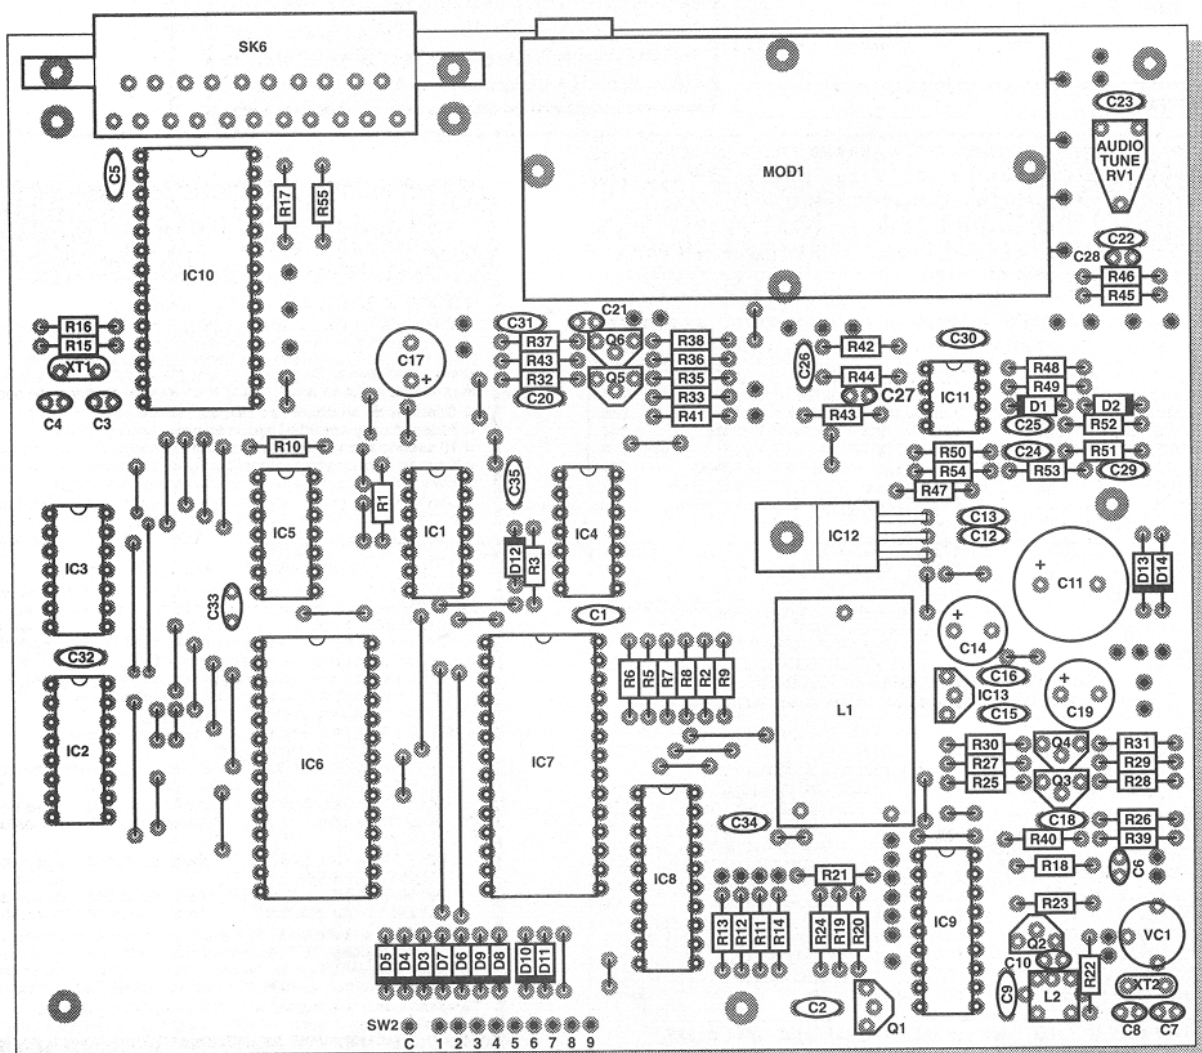 SK6
C23
AUDIO
TUNE
RV1
MOD1
C5
R17
R55
IC10
C22
C28
R46
R45
C31
C21
R16
R15
XT1
C4
C3
C17
+
R37
Q6
R38
R43
R36
R32
Q5
R35
C20
R33
R41
C26
R42
R44
C27
R43
C30
IC11
R48
R49
D1
D2
C25
R52
R50
C24
R51
R54
R53
C29
R47
R10
IC5
R1
IC1
C35
IC4
D12
R3
IC3
C33
C1
C32
IC12
C13
C12
+
C11
D13
D14
+
C14
C16
IC13
+
C19
C15
R6
R5
R7
R8
R2
R9
L1
IC2
IC6
IC7
R30
Q4
R31
R27
R29
R25
Q3
R28
C34
C18
R26
R40
R39
R18
C6
IC8
R21
R13
R12
R11
R14
R24
R19
R20
IC9
R23
Q2
C10
VC1
R22
XT2
C9
L2
C8
C7
D5
D4
D3
D7
D6
D9
D8
D10
D11
C2
Q1
SW2
C 1 2 3 4 5 6 7 8 9